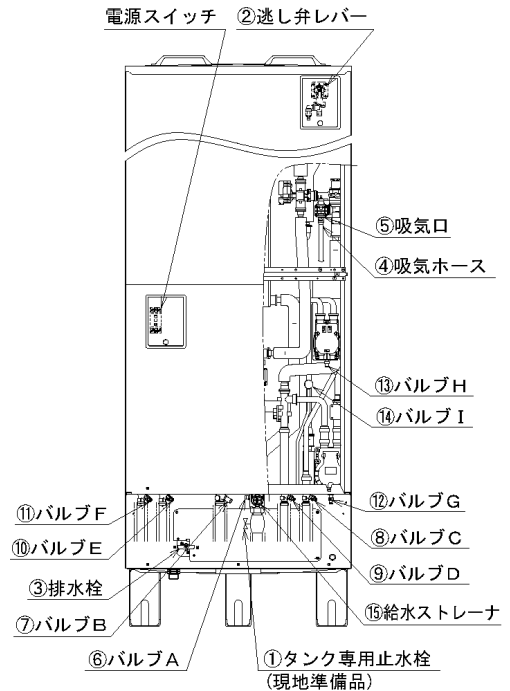 電源スイッチ ②逃し弁レバー
⑤吸気口
④吸気ホース
⑬バルブH
⑭バルブI
⑪バルブF
⑫バルブG
⑩バルブE
⑧バルブC
③排水栓
⑨バルブD
⑦バルブB
⑮給水ストレーナ
⑥バルブA
①タンク専用止水栓
(現地準備品)